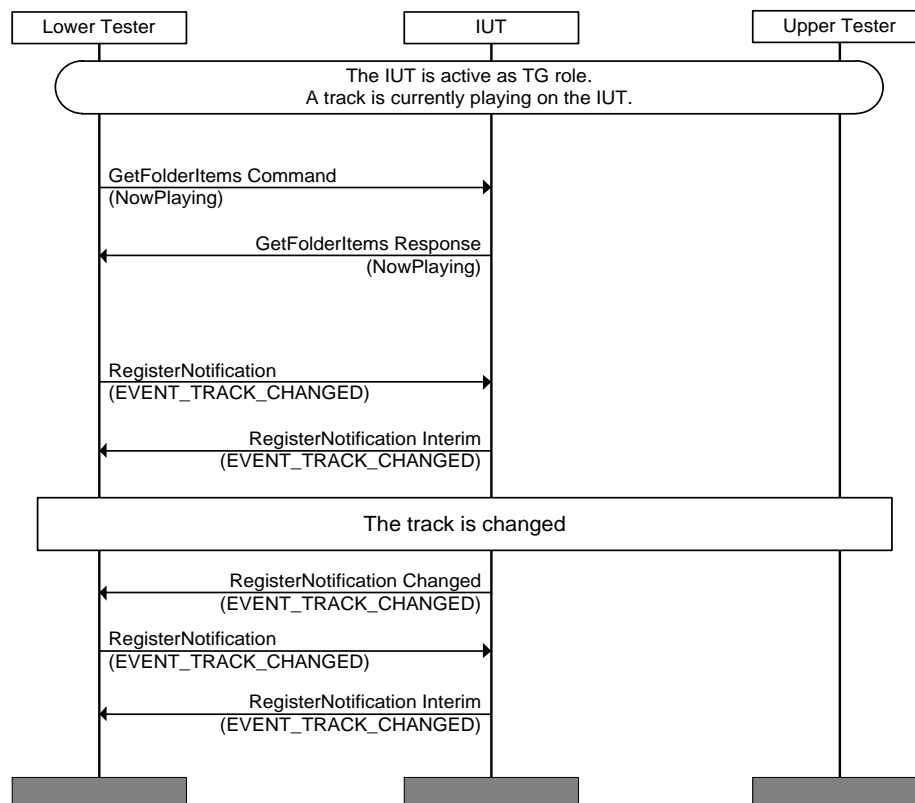 Lower Tester
IUT
Upper Tester
The IUT is active as TG role.
A track is currently playing on the IUT.
GetFolderItems Command
(NowPlaying)
GetFolderItems Response
(NowPlaying)
RegisterNotification
(EVENT_TRACK_CHANGED)
RegisterNotification Interim
(EVENT_TRACK_CHANGED)
The track is changed
RegisterNotification Changed
(EVENT_TRACK_CHANGED)
RegisterNotification
(EVENT_TRACK_CHANGED)
RegisterNotification Interim
(EVENT_TRACK_CHANGED)